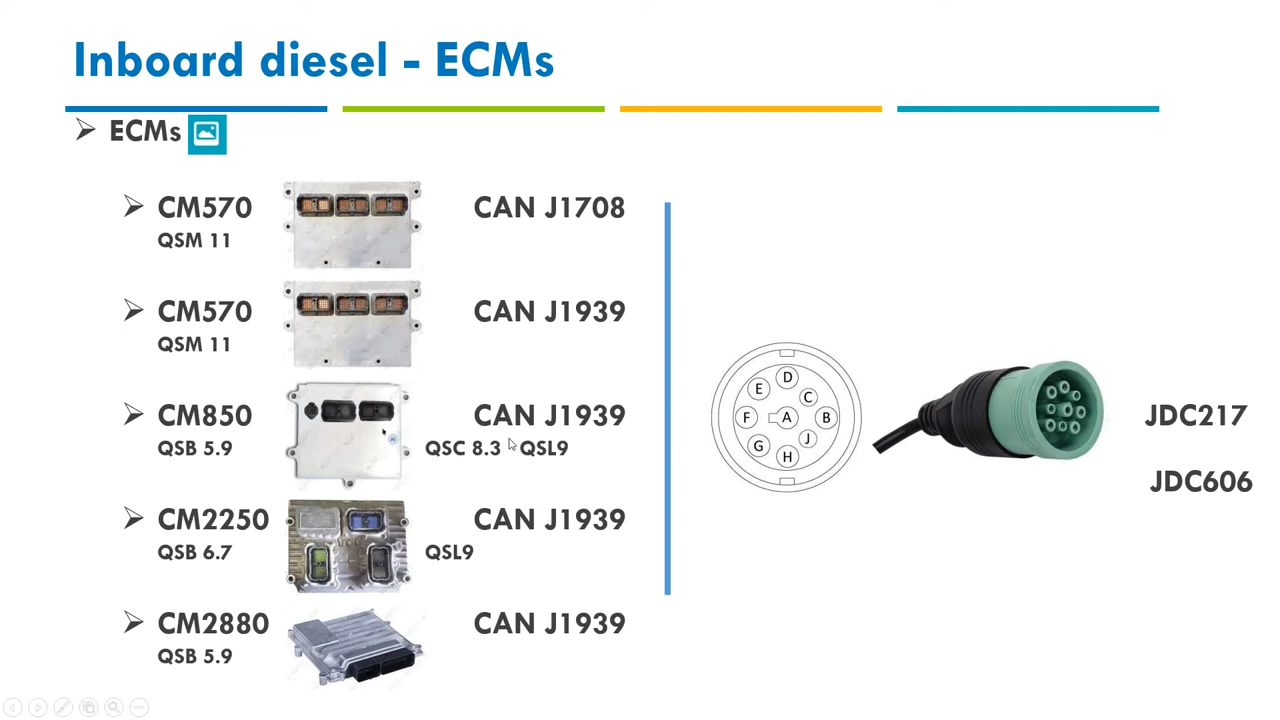 Inboard diesel - ECMs
ECMs
CM570 CAN J1708
QSM 11
CM570 CAN J1939
QSM 11
CM850 CAN J1939
QSB 5.9 QSC 8.3 QSL9
CM2250 CAN J1939
QSB 6.7 QSL9
CM2880 CAN J1939
QSB 5.9
D
E C
F A B
G J
H
JDC217
JDC606